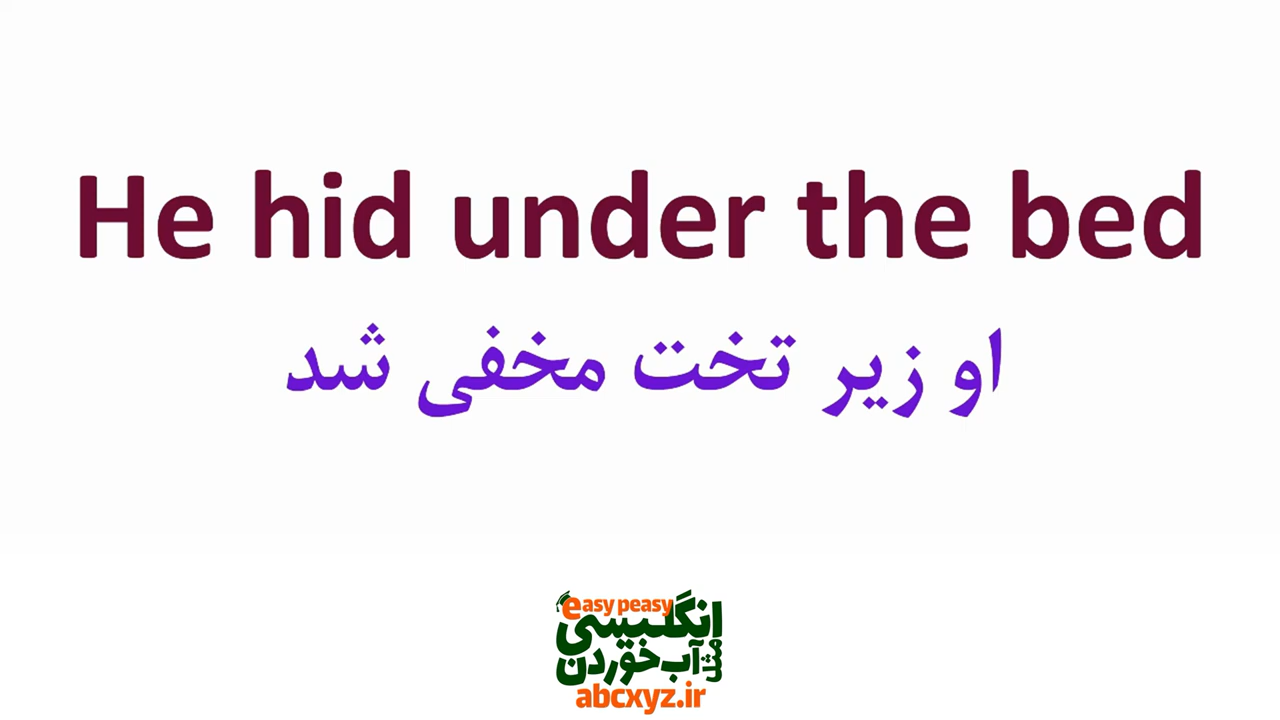 He hid under the bed
او زیر تخت مخفی شد
easy peasy
انگلیسی
مثل آب خوردن
abcxyz.ir